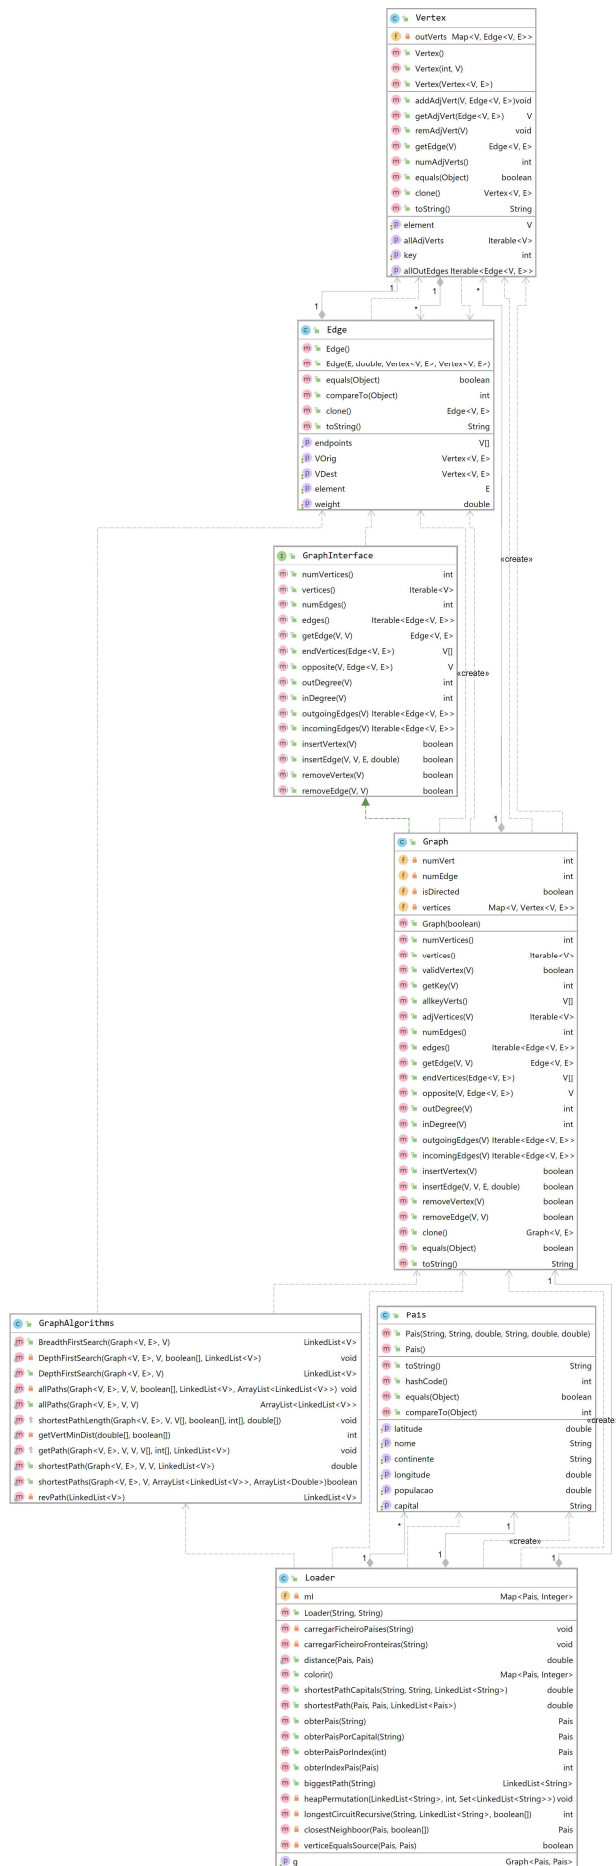 Vertex
outVerts Map<V, Edge<V, E>>
Vertex()
Vertex(int, V)
Vertex(Vertex<V, E>)
addAdjVert(V, Edge<V, E>)void
getAdjVert(Edge<V, E>) V
remAdjVert(V) void
getEdge(V) Edge<V, E>
numAdjVerts() int
equals(Object) boolean
clone() Vertex<V, E>
toString() String
element V
allAdjVerts Iterable<V>
key int
allOutEdges Iterable<Edge<V, E>>
1 1 1 * *
Edge
Edge()
Edge(E, double, Vertex<V, E>, Vertex<V, E>)
equals(Object) boolean
compareTo(Object) int
clone() Edge<V, E>
toString() String
endpoints V[]
VOrig Vertex<V, E>
VDest Vertex<V, E>
element E
weight double
«create»
GraphInterface
numVertices() int
vertices() Iterable<V>
numEdges() int
edges() Iterable<Edge<V, E>>
getEdge(V, V) Edge<V, E>
endVertices(Edge<V, E>) V[]
opposite(V, Edge<V, E>) V
«create»
outDegree(V) int
inDegree(V) int
outgoingEdges(V) Iterable<Edge<V, E>>
incomingEdges(V) Iterable<Edge<V, E>>
insertVertex(V) boolean
insertEdge(V, V, E, double) boolean
removeVertex(V) boolean
removeEdge(V, V) boolean
1
Graph
numVert int
numEdge int
isDirected boolean
vertices Map<V, Vertex<V, E>>
Graph(boolean)
numVertices() int
vertices() Iterable<V>
validVertex(V) boolean
getKey(V) int
allkeyVerts() V[]
adjVertices(V) Iterable<V>
numEdges() int
edges() Iterable<Edge<V, E>>
getEdge(V, V) Edge<V, E>
endVertices(Edge<V, E>) V[]
opposite(V, Edge<V, E>) V
outDegree(V) int
inDegree(V) int
outgoingEdges(V) Iterable<Edge<V, E>>
incomingEdges(V) Iterable<Edge<V, E>>
insertVertex(V) boolean
insertEdge(V, V, E, double) boolean
removeVertex(V) boolean
removeEdge(V, V) boolean
clone() Graph<V, E>
equals(Object) boolean
toString() String
1
GraphAlgorithms
BreadthFirstSearch(Graph<V, E>, V) LinkedList<V>
DepthFirstSearch(Graph<V, E>, V, boolean[], LinkedList<V>) void
DepthFirstSearch(Graph<V, E>, V) LinkedList<V>
allPaths(Graph<V, E>, V, V, boolean[], LinkedList<V>, ArrayList<LinkedList<V>>) void
allPaths(Graph<V, E>, V, V) ArrayList<LinkedList<V>>
shortestPathLength(Graph<V, E>, V, V[], boolean[], int[], double[]) void
getVertMinDist(double[], boolean[]) int
getPath(Graph<V, E>, V, V, V[], int[], LinkedList<V>) void
shortestPath(Graph<V, E>, V, V, LinkedList<V>) double
shortestPaths(Graph<V, E>, V, ArrayList<LinkedList<V>>, ArrayList<Double>)boolean
revPath(LinkedList<V>) LinkedList<V>
Pais
Pais(String, String, double, String, double, double)
Pais()
toString() String
hashCode() int
equals(Object) boolean
compareTo(Object) int
«create»
latitude double
nome String
continente String
longitude double
populacao double
capital String
* 1
«create»
1 1 1 1
Loader
ml Map<Pais, Integer>
Loader(String, String)
carregarFicheiroPaises(String) void
carregarFicheiroFronteiras(String) void
distance(Pais, Pais) double
colorir() Map<Pais, Integer>
shortestPathCapitals(String, String, LinkedList<String>) double
shortestPath(Pais, Pais, LinkedList<Pais>) double
obterPais(String) Pais
obterPaisPorCapital(String) Pais
obterPaisPorIndex(int) Pais
obterIndexPais(Pais) int
biggestPath(String) LinkedList<String>
heapPermutation(LinkedList<String>, int, Set<LinkedList<String>>) void
longestCircuitRecursive(String, LinkedList<String>, boolean[]) int
closestNeighboor(Pais, boolean[]) Pais
verticeEqualsSource(Pais, Pais) boolean
g Graph<Pais, Pais>